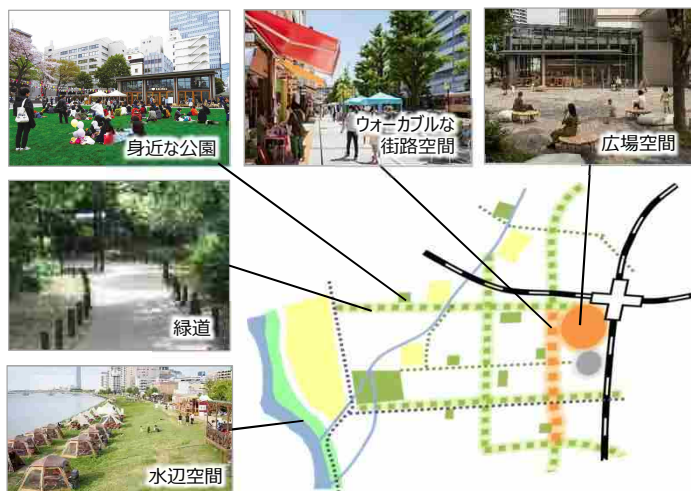 身近な公園
ウォーカブルな
街路空間
広場空間
緑道
水辺空間